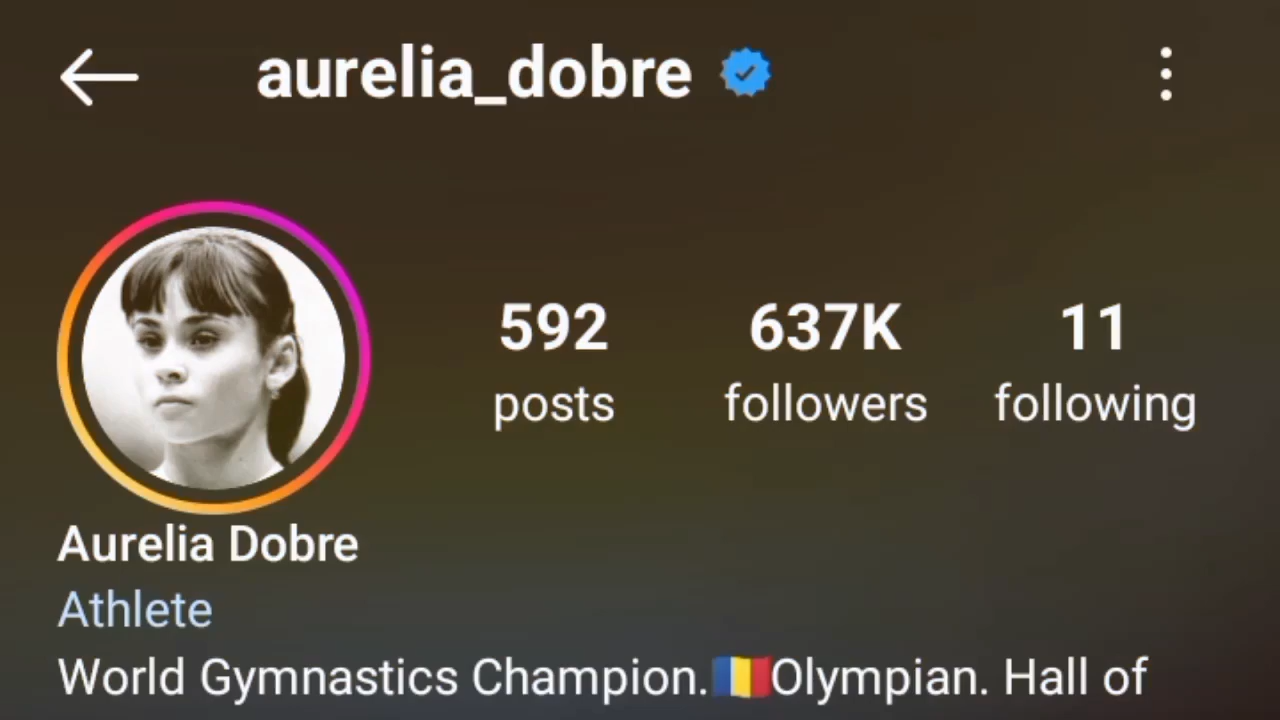 aurelia_dobre
592 637K 11
posts followers following
Aurelia Dobre
Athlete
World Gymnastics Champion.🇷🇴Olympian. Hall of